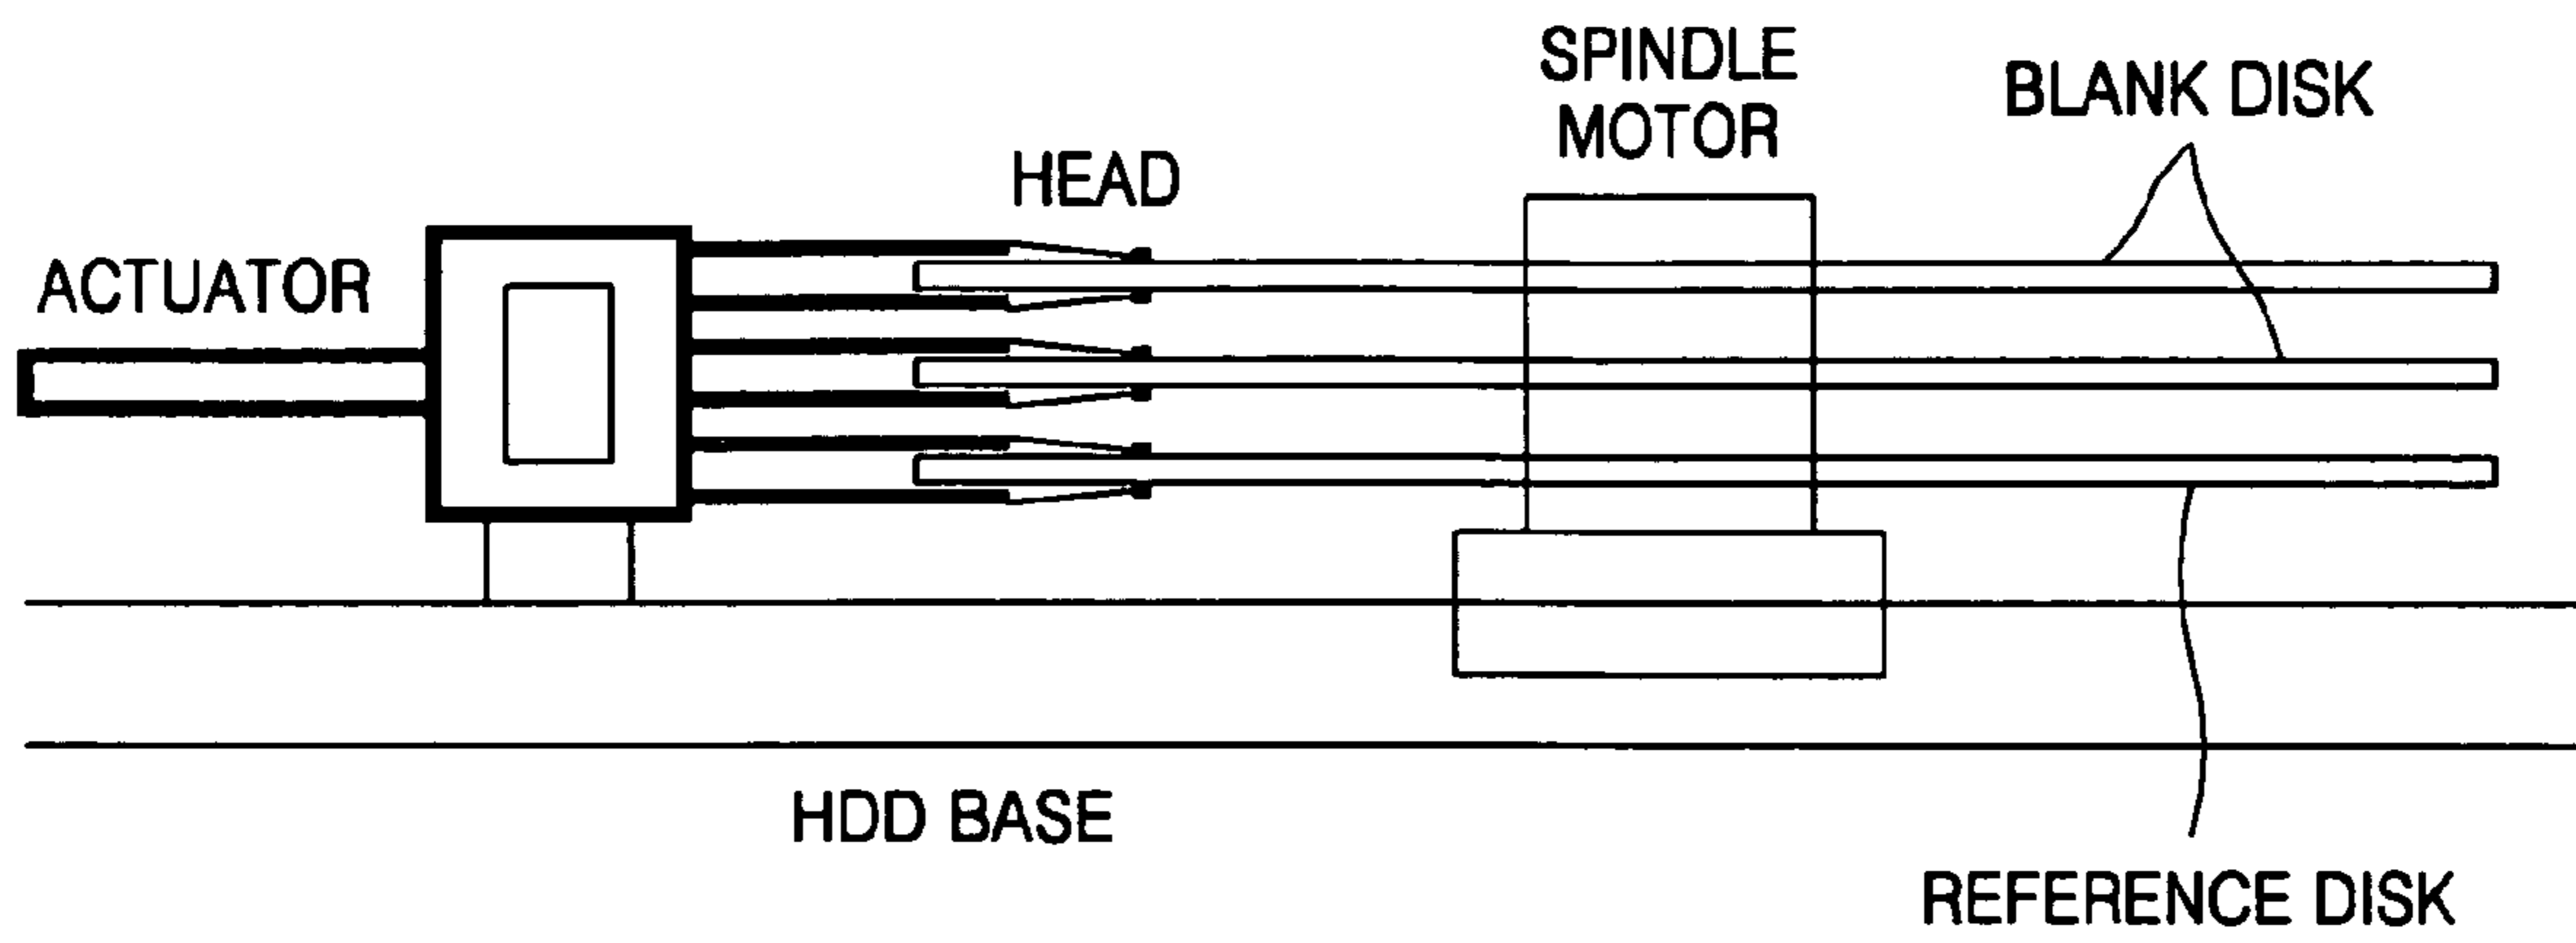 SPINDLE
MOTOR
BLANK DISK
HEAD
ACTUATOR
HDD BASE
REFERENCE DISK